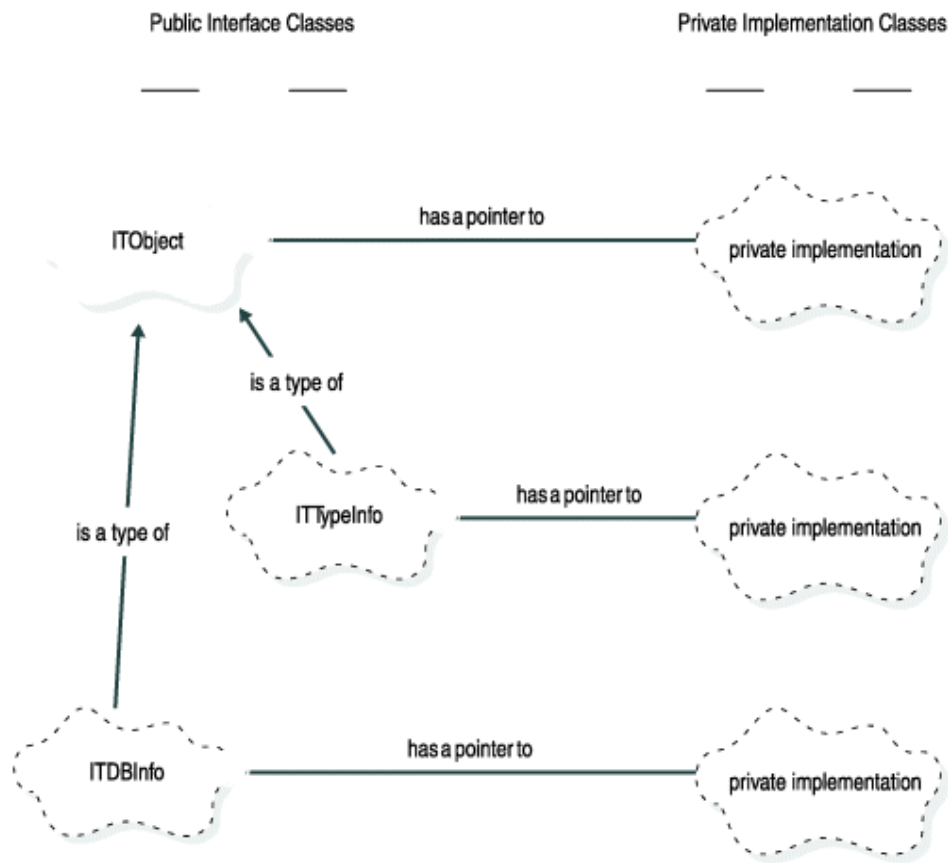 Public Interface Classes
Private Implementation Classes
has a pointer to
ITObject
private implementation
is a type of
has a pointer to
ITTypeInfo
private implementation
is a type of
has a pointer to
ITDBInfo
private implementation